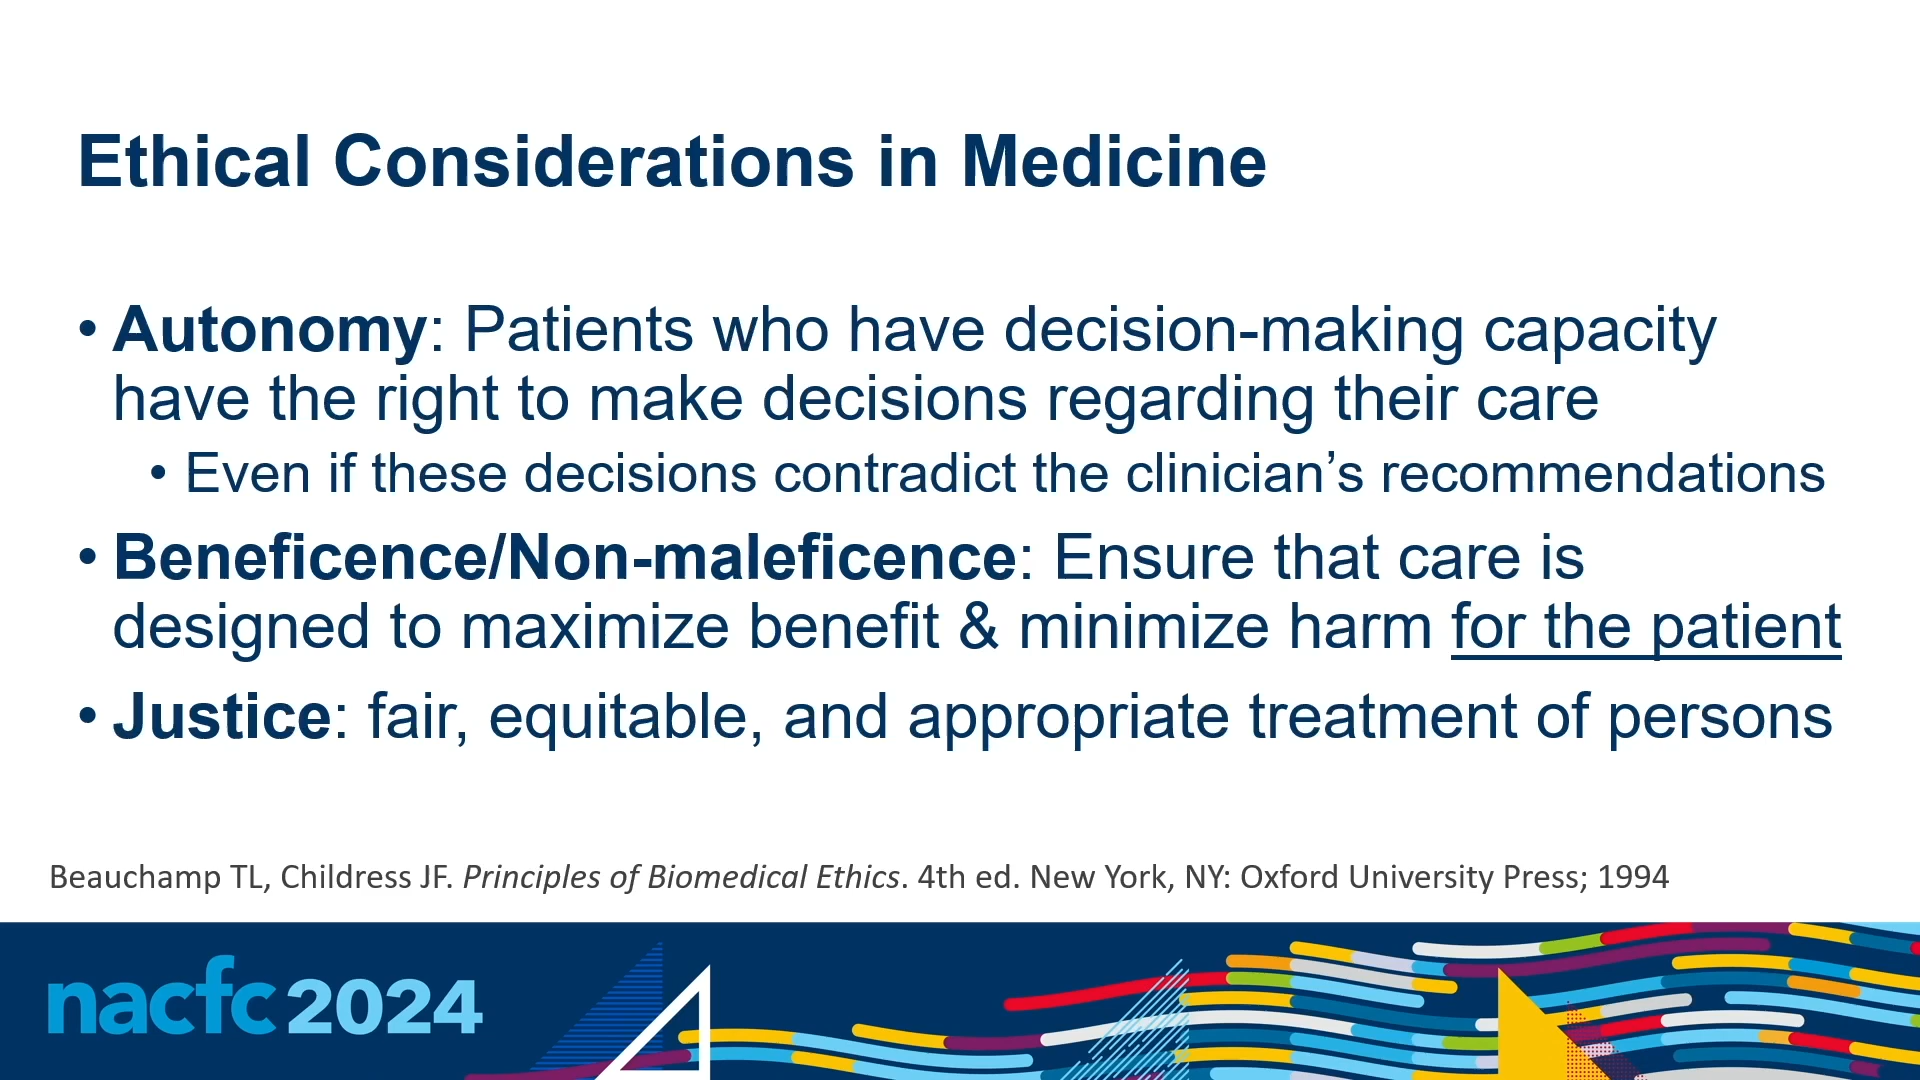 Ethical Considerations in Medicine
• Autonomy: Patients who have decision-making capacity
have the right to make decisions regarding their care
• Even if these decisions contradict the clinician’s recommendations
• Beneficence/Non-maleficence: Ensure that care is
designed to maximize benefit & minimize harm for the patient
• Justice: fair, equitable, and appropriate treatment of persons
Beauchamp TL, Childress JF. Principles of Biomedical Ethics. 4th ed. New York, NY: Oxford University Press; 1994
nacfc 2024